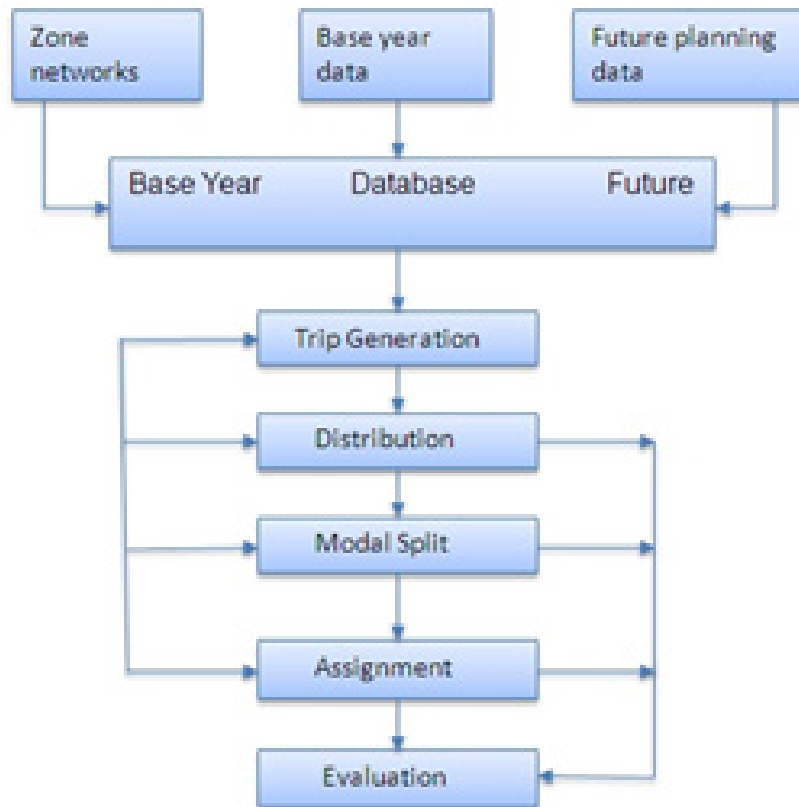 Zone
networks
Base year
data
Future planning
data
Base Year Database Future
Trip Generation
Distribution
Modal Split
Assignment
Evaluation